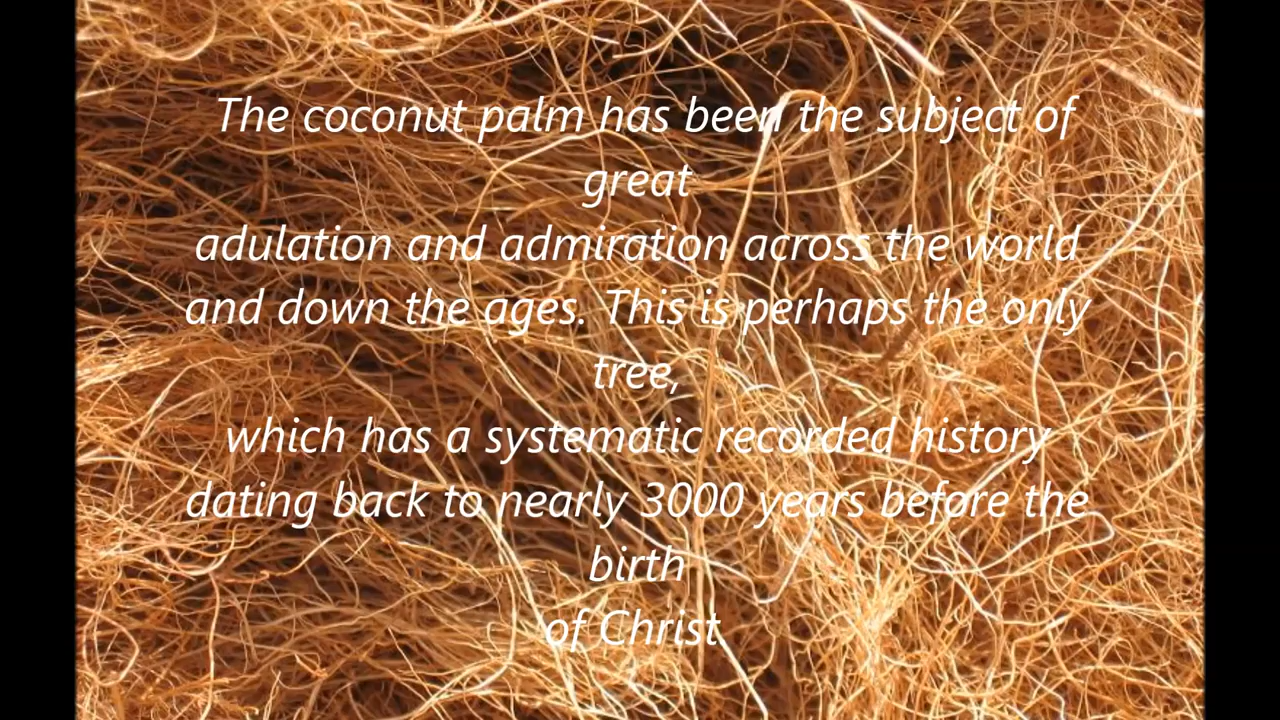 The coconut palm has been the subject of
great
adulation and admiration across the world
and down the ages. This is perhaps the only
tree,
which has a systematic recorded history
dating back to nearly 3000 years before the
birth
of Christ